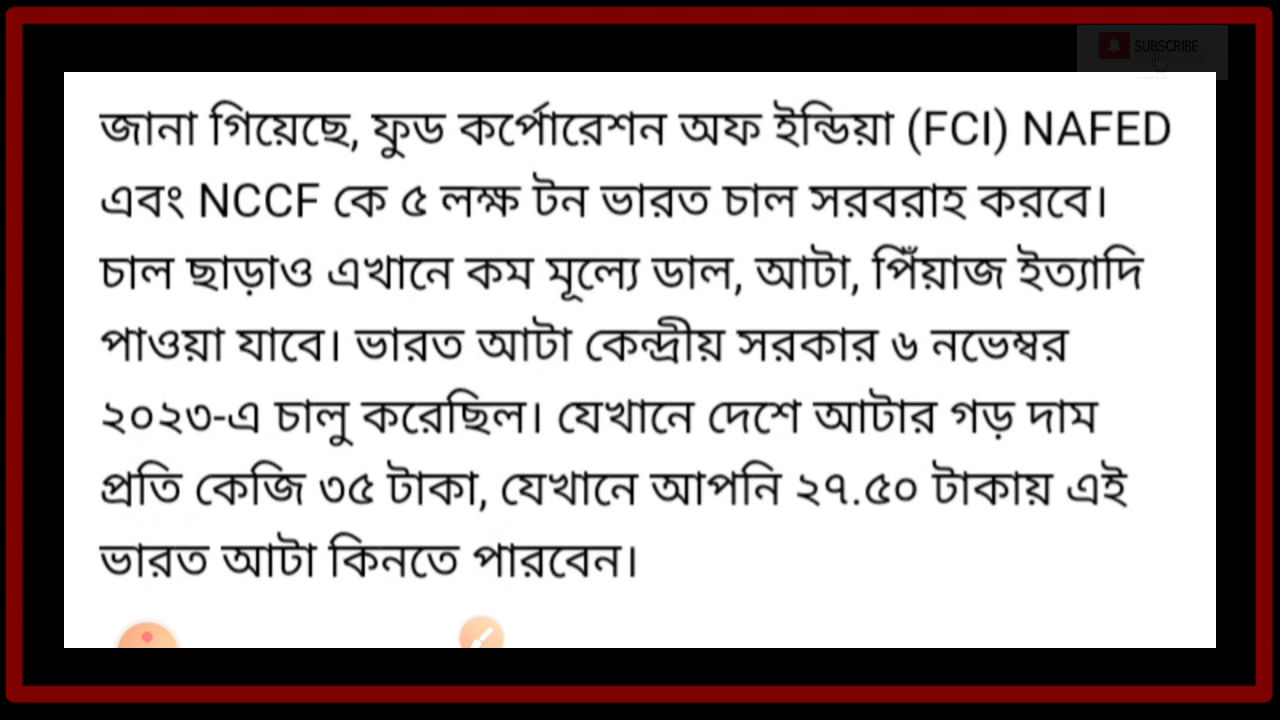 SUBSCRIBE
জানা গিয়েছে, ফুড কর্পোরেশন অফ ইন্ডিয়া (FCI) NAFED
এবং NCCF কে ৫ লক্ষ টন ভারত চাল সরবরাহ করবে।
চাল ছাড়াও এখানে কম মূল্যে ডাল, আটা, পিঁয়াজ ইত্যাদি
পাওয়া যাবে। ভারত আটা কেন্দ্রীয় সরকার ৬ নভেম্বর
২০২৩-এ চালু করেছিল। যেখানে দেশে আটার গড় দাম
প্রতি কেজি ৩৫ টাকা, যেখানে আপনি ২৭.৫০ টাকায় এই
ভারত আটা কিনতে পারবেন।